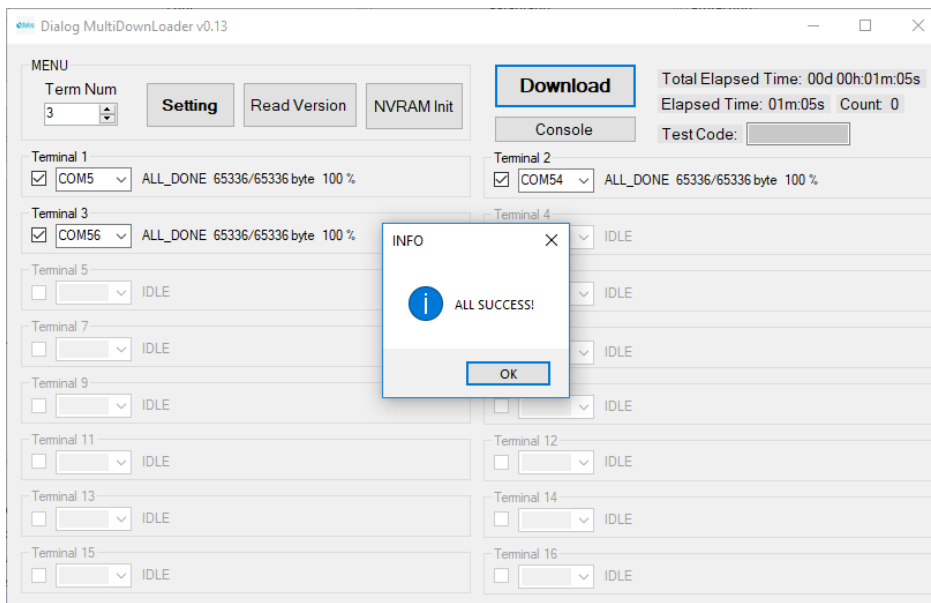 Dialog MultiDownLoader v0.13
MENU
Term Num
3
Setting
Read Version
NVRAM Init
Download
Console
Total Elapsed Time: 00d 00h:01m:05s
Elapsed Time: 01m:05s Count: 0
Test Code:
Terminal 1
COM5 ALL_DONE 65336/65336 byte 100 %
Terminal 2
COM54 ALL_DONE 65336/65336 byte 100 %
Terminal 3
COM56 ALL_DONE 65336/65336 byte 100 %
Terminal 4
IDLE
INFO
ALL SUCCESS!
OK
Terminal 5
IDLE
IDLE
Terminal 7
IDLE
IDLE
Terminal 9
IDLE
IDLE
Terminal 11
IDLE
Terminal 12
IDLE
Terminal 13
IDLE
Terminal 14
IDLE
Terminal 15
IDLE
Terminal 16
IDLE